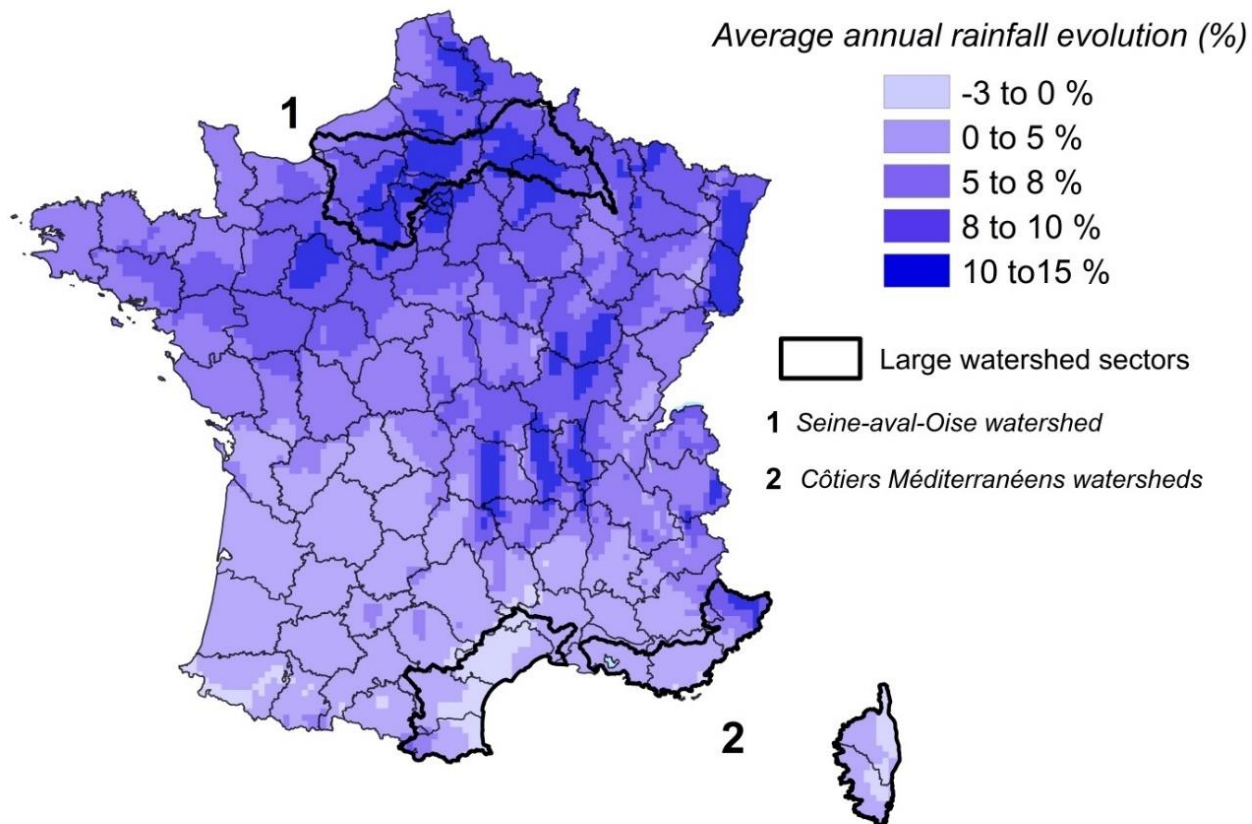 Average annual rainfall evolution (%)
-3 to 0 %
0 to 5 %
5 to 8 %
8 to 10 %
10 to15 %
Large watershed sectors
1 Seine-aval-Oise watershed
2 Côtiers Méditerranéens watersheds
1
2